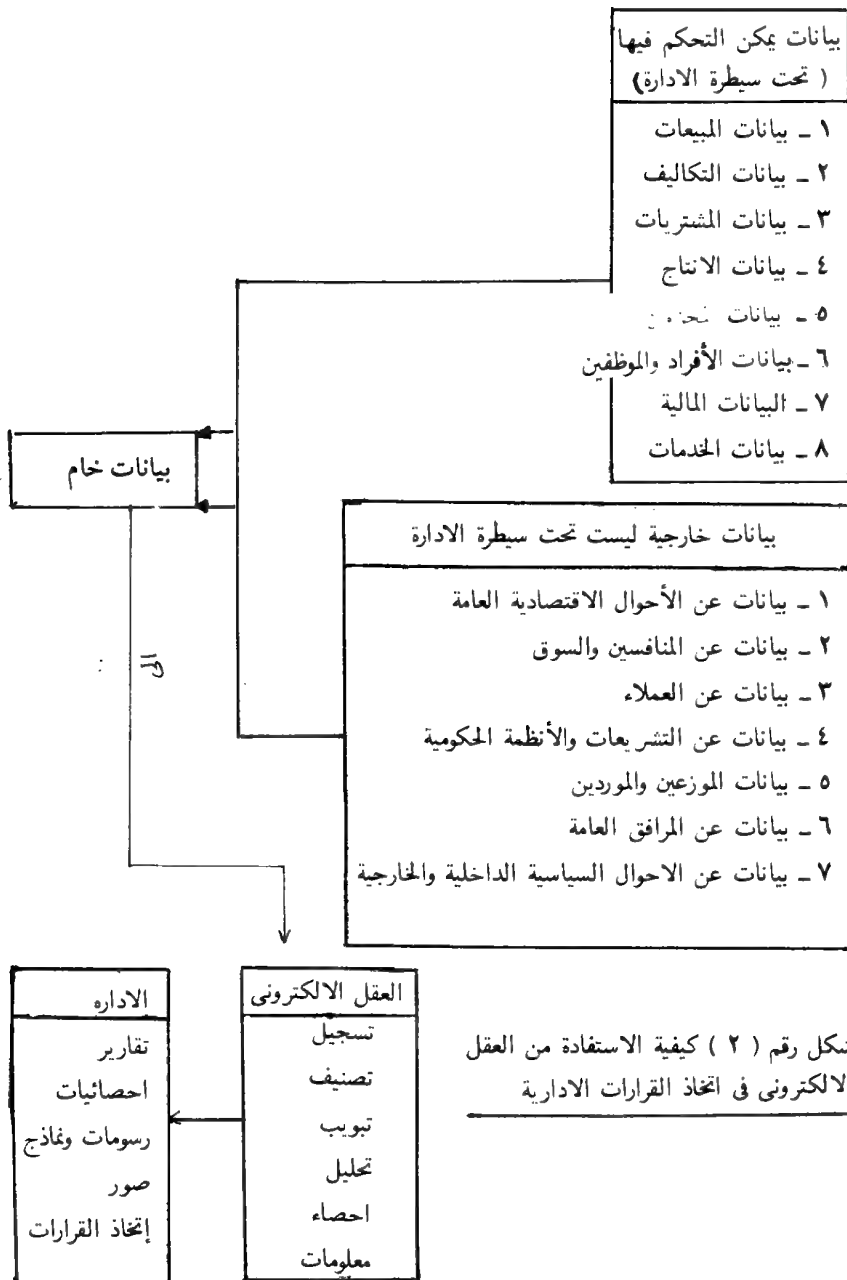 بيانات يمكن التحكم فيها
( تحت سيطرة الادارة)
١ ـ بيانات المبيعات
٢ ـ بيانات التكاليف
٣ ـ بيانات المشتريات
٤ ـ بيانات الانتاج
٥ ـ بيانات
٦ ـ بيانات الأفراد والموظفين
٧ ـ البيانات المالية
٨ ـ بيانات الخدمات
بيانات خام
بيانات خارجية ليست تحت سيطرة الادارة
١ ـ بيانات عن الأحوال الاقتصادية العامة
٢ ـ بيانات عن المنافسين والسوق
٣ ـ بيانات عن العملاء
٤ ـ بيانات عن التشريعات والأنظمة الحكومية
٥ ـ بيانات الموزعين والموردين
٦ ـ بيانات عن المرافق العامة
٧ ـ بيانات عن الاحوال السياسية الداخلية والخارجية
العقل الالكترونى
تسجيل
تصنيف
تبويب
تحليل
احصاء
معلومات
الاداره
تقارير
احصائيات
رسومات ونماذج
صور
إتخاذ القرارات
شكل رقم ( ٢ ) كيفية الاستفادة من العقل
الالكترونى فى اتخاذ القرارات الادارية